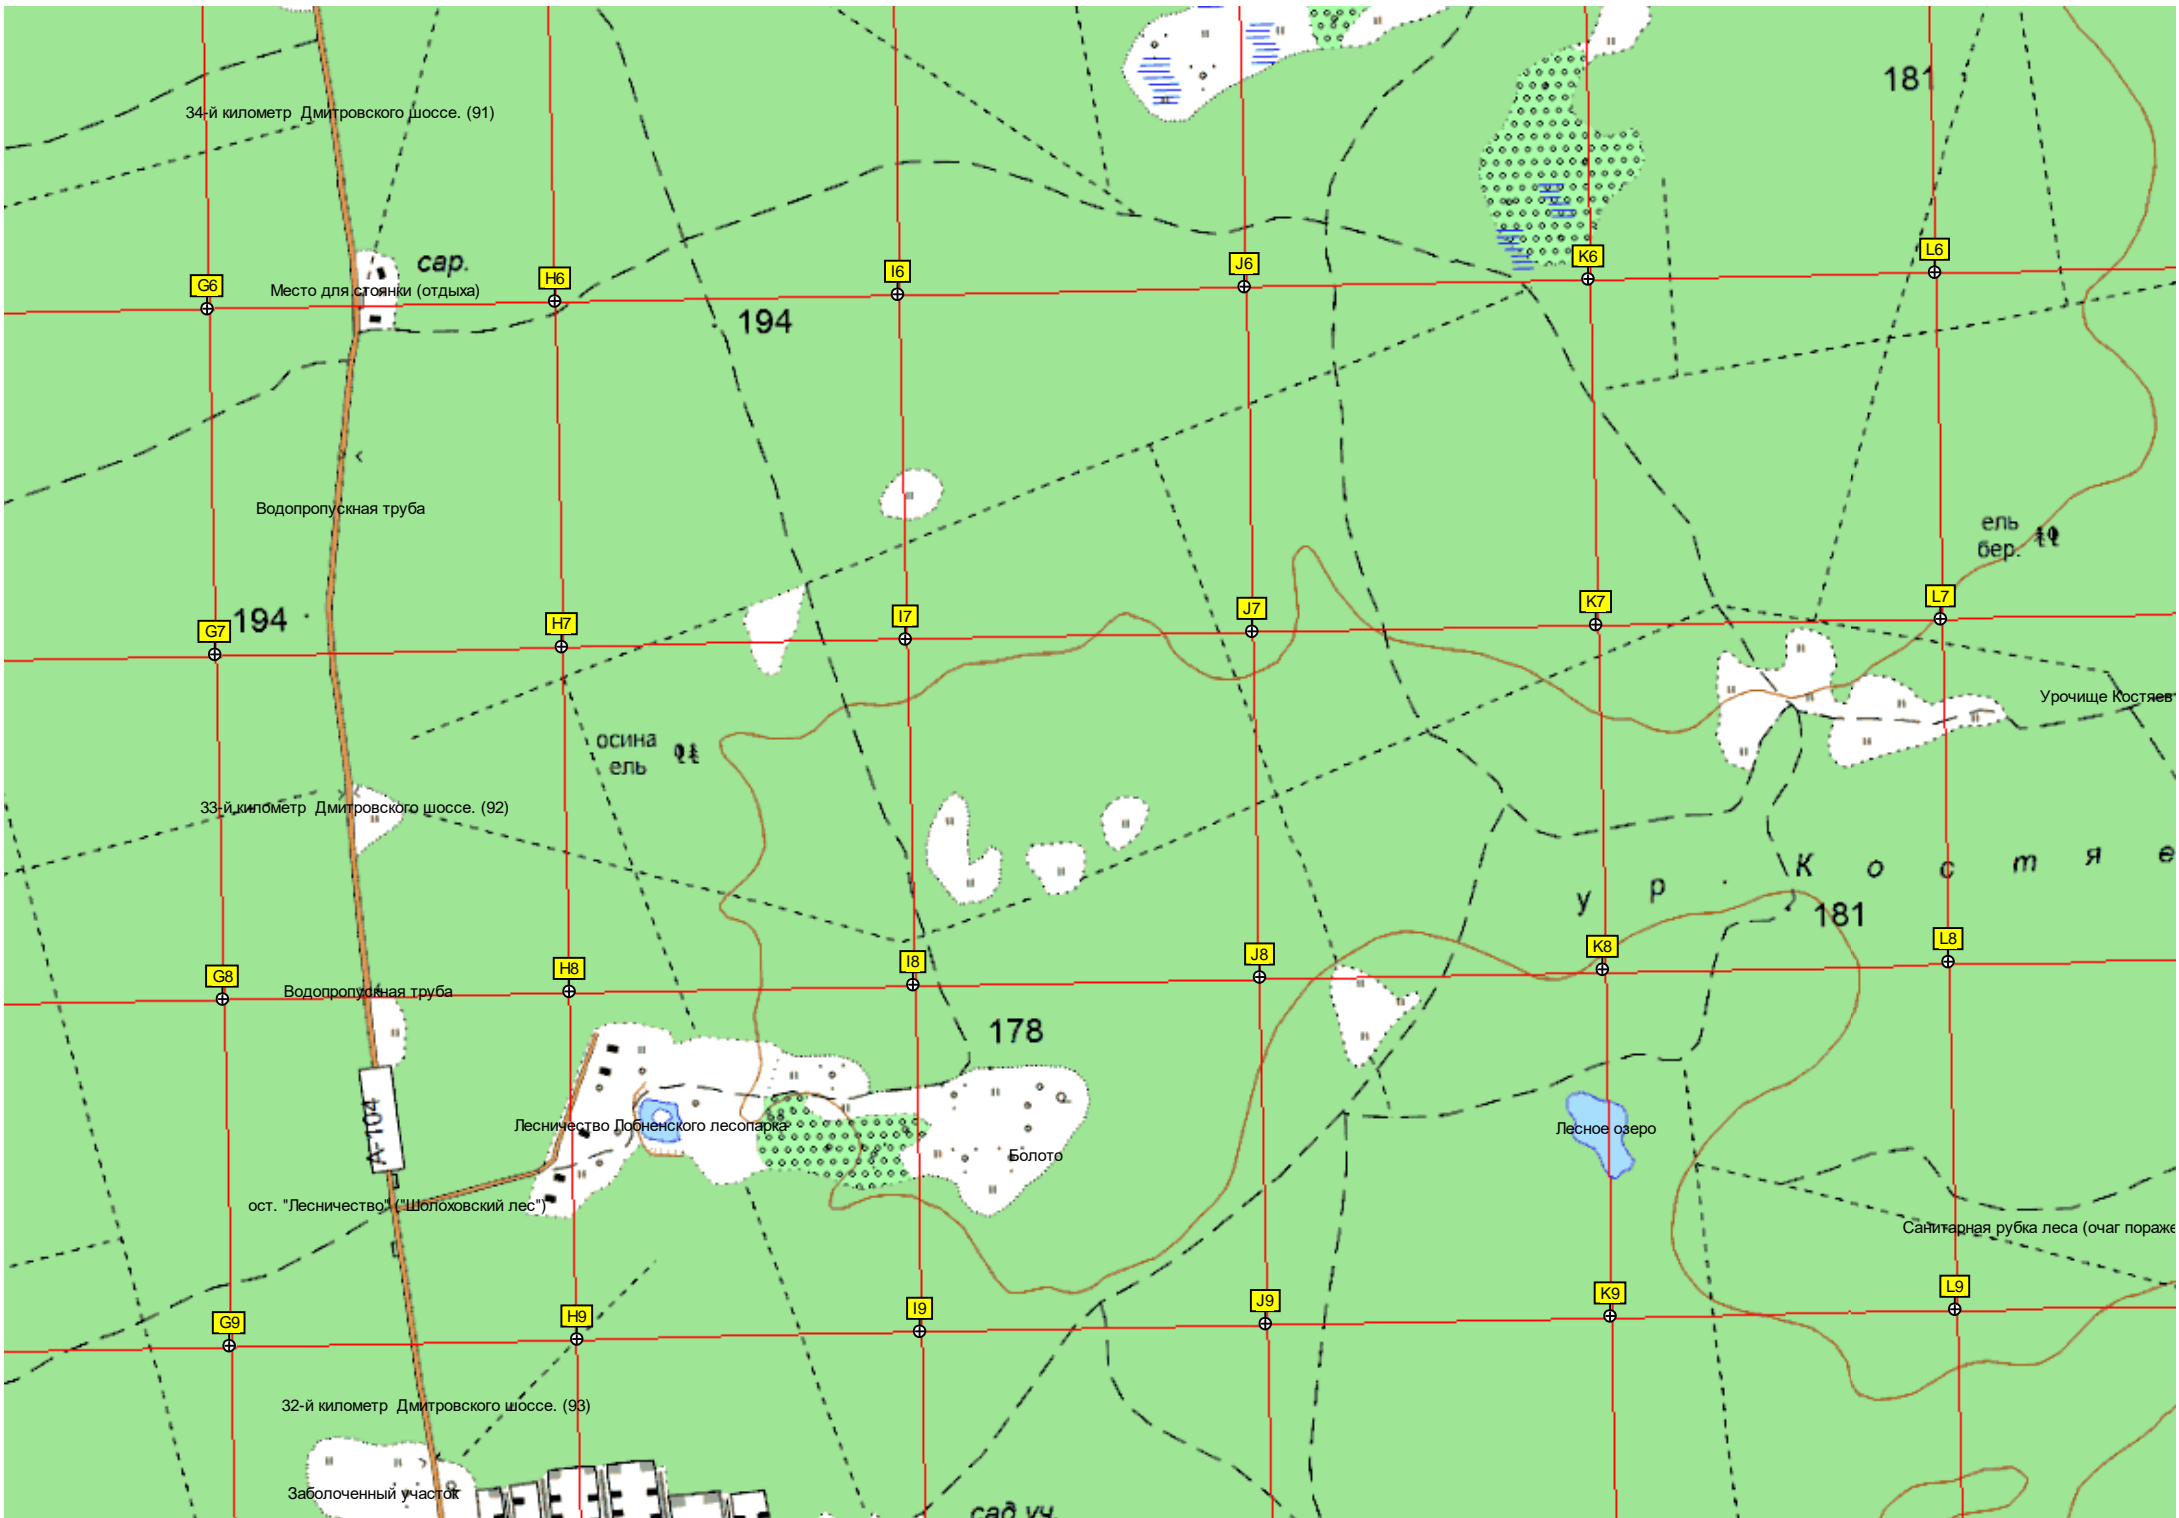 181
34-й километр Дмитровского шоссе. (91)
сар.
G6
Место для стоянки (отдыха)
H6
I6
J6
K6
L6
194
Водопропускная труба
ель
бер.
G7
194
H7
I7
J7
K7
L7
Урочище Костяев
осина
ель
33-й километр Дмитровского шоссе. (92)
ур. Костяе
181
G8
H8
I8
J8
K8
L8
Водопропускная труба
178
А-104
Лесничество Лобненского лесопарка
Болото
Лесное озеро
ост. "Лесничество" ("Шолоховский лес")
Санитарная рубка леса (очаг пораже
G9
H9
I9
J9
K9
L9
32-й километр Дмитровского шоссе. (93)
Заболоченный участок
сад.уч.